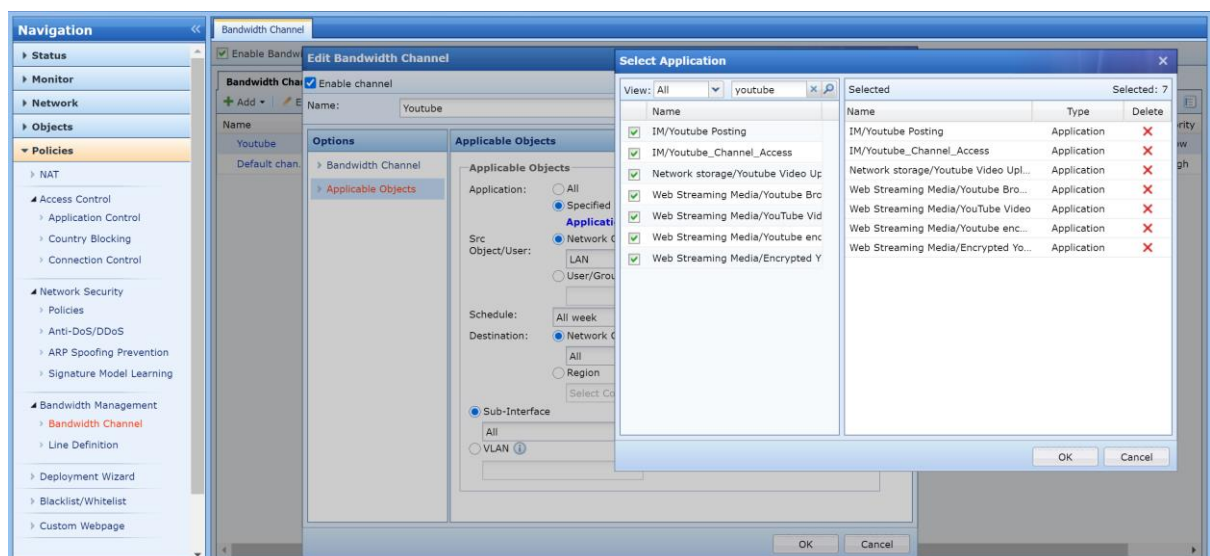 Navigation
Status
Monitor
Network
Objects
Policies
NAT
Access Control
Application Control
Country Blocking
Connection Control
Network Security
Policies
Anti-DoS/DDoS
ARP Spoofing Prevention
Signature Model Learning
Bandwidth Management
Bandwidth Channel
Line Definition
Deployment Wizard
Blacklist/Whitelist
Custom Webpage
Bandwidth Channel
Enable Bandw
Bandwidth Cha
Add
E
Name
Youtube
Default chan.
rity
ow
gh
Edit Bandwidth Channel
Enable channel
Name: Youtube
Options
Bandwidth Channel
Applicable Objects
Applicable Objects
Applicable Objects
Application: All
Specified
Applicati
Src Object/User: Network O
LAN
User/Grou
Schedule: All week
Destination: Network O
All
Region
Select Co
Sub-Interface
All
VLAN
OK Cancel
Select Application
View: All youtube
Name
IM/Youtube Posting
IM/Youtube_Channel_Access
Network storage/Youtube Video Up
Web Streaming Media/Youtube Bro
Web Streaming Media/YouTube Vid
Web Streaming Media/Youtube enc
Web Streaming Media/Encrypted Y
Selected Selected: 7
Name Type Delete
IM/Youtube Posting Application
IM/Youtube_Channel_Access Application
Network storage/Youtube Video Upl... Application
Web Streaming Media/Youtube Bro... Application
Web Streaming Media/YouTube Video Application
Web Streaming Media/Youtube enc... Application
Web Streaming Media/Encrypted Yo... Application
OK Cancel